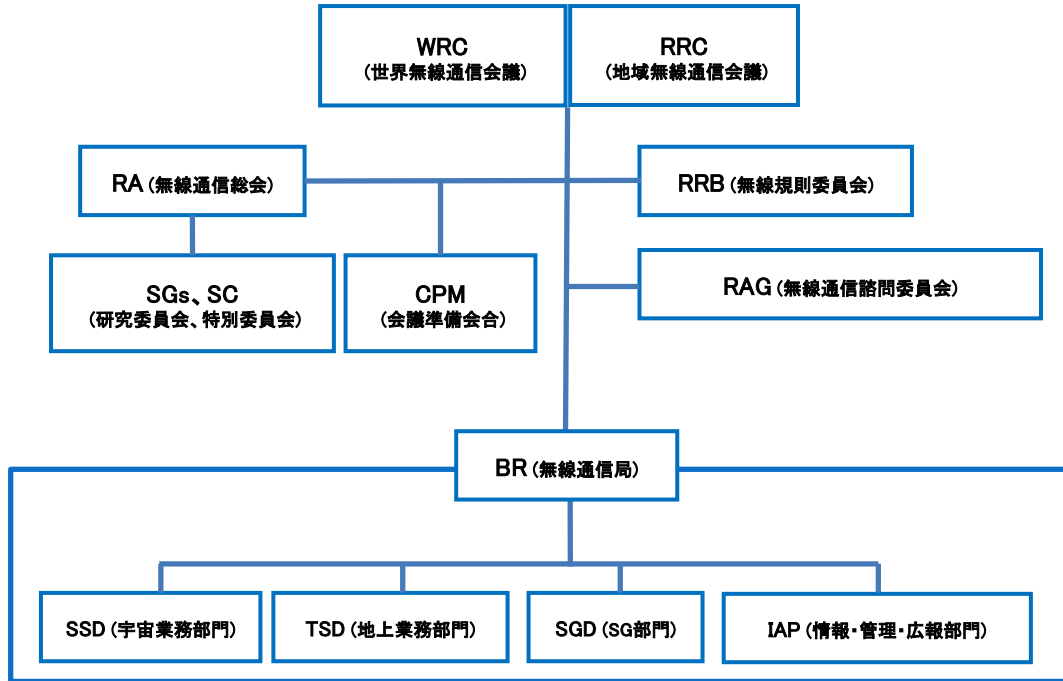 WRC
(世界無線通信会議)
RRC
(地域無線通信会議)
RA (無線通信総会)
RRB (無線規則委員会)
SGs、SC
(研究委員会、特別委員会)
CPM
(会議準備会合)
RAG (無線通信諮問委員会)
BR (無線通信局)
SSD (宇宙業務部門)
TSD (地上業務部門)
SGD (SG部門)
IAP (情報・管理・広報部門)